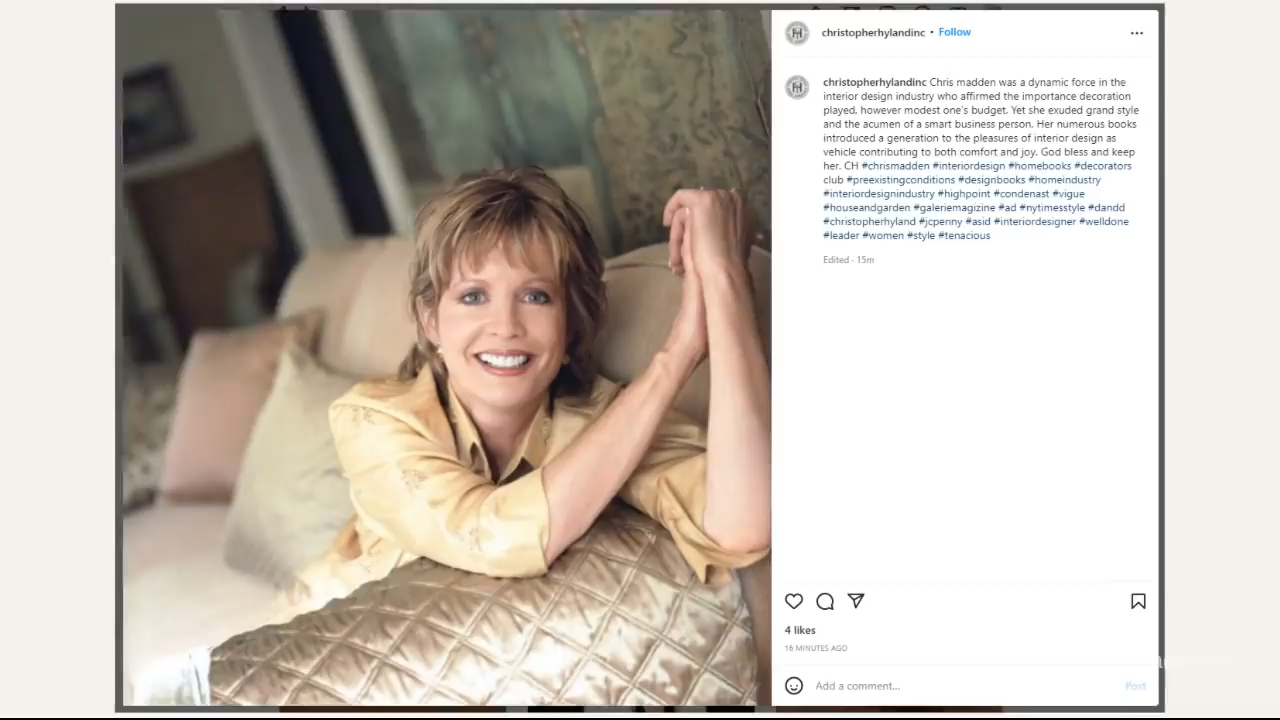 christopherhylandinc • Follow
christopherhylandinc Chris madden was a dynamic force in the
interior design industry who affirmed the importance decoration
played, however modest one's budget. Yet she exuded grand style
and the acumen of a smart business person. Her numerous books
introduced a generation to the pleasures of interior design as
vehicle contributing to both comfort and joy. God bless and keep
her. CH #chrismadden #interiordesign #homebooks #decorators
club #preexistingconditions #designbooks #homeindustry
#interiordesignindustry #highpoint #condenast #vigue
#houseandgarden #galeriemagizine #ad #nytimesstyle #dandd
#christopherhyland #jcpenny #asid #interiordesigner #welldone
#leader #women #style #tenacious
Edited · 15m
4 likes
16 MINUTES AGO
Add a comment... Post